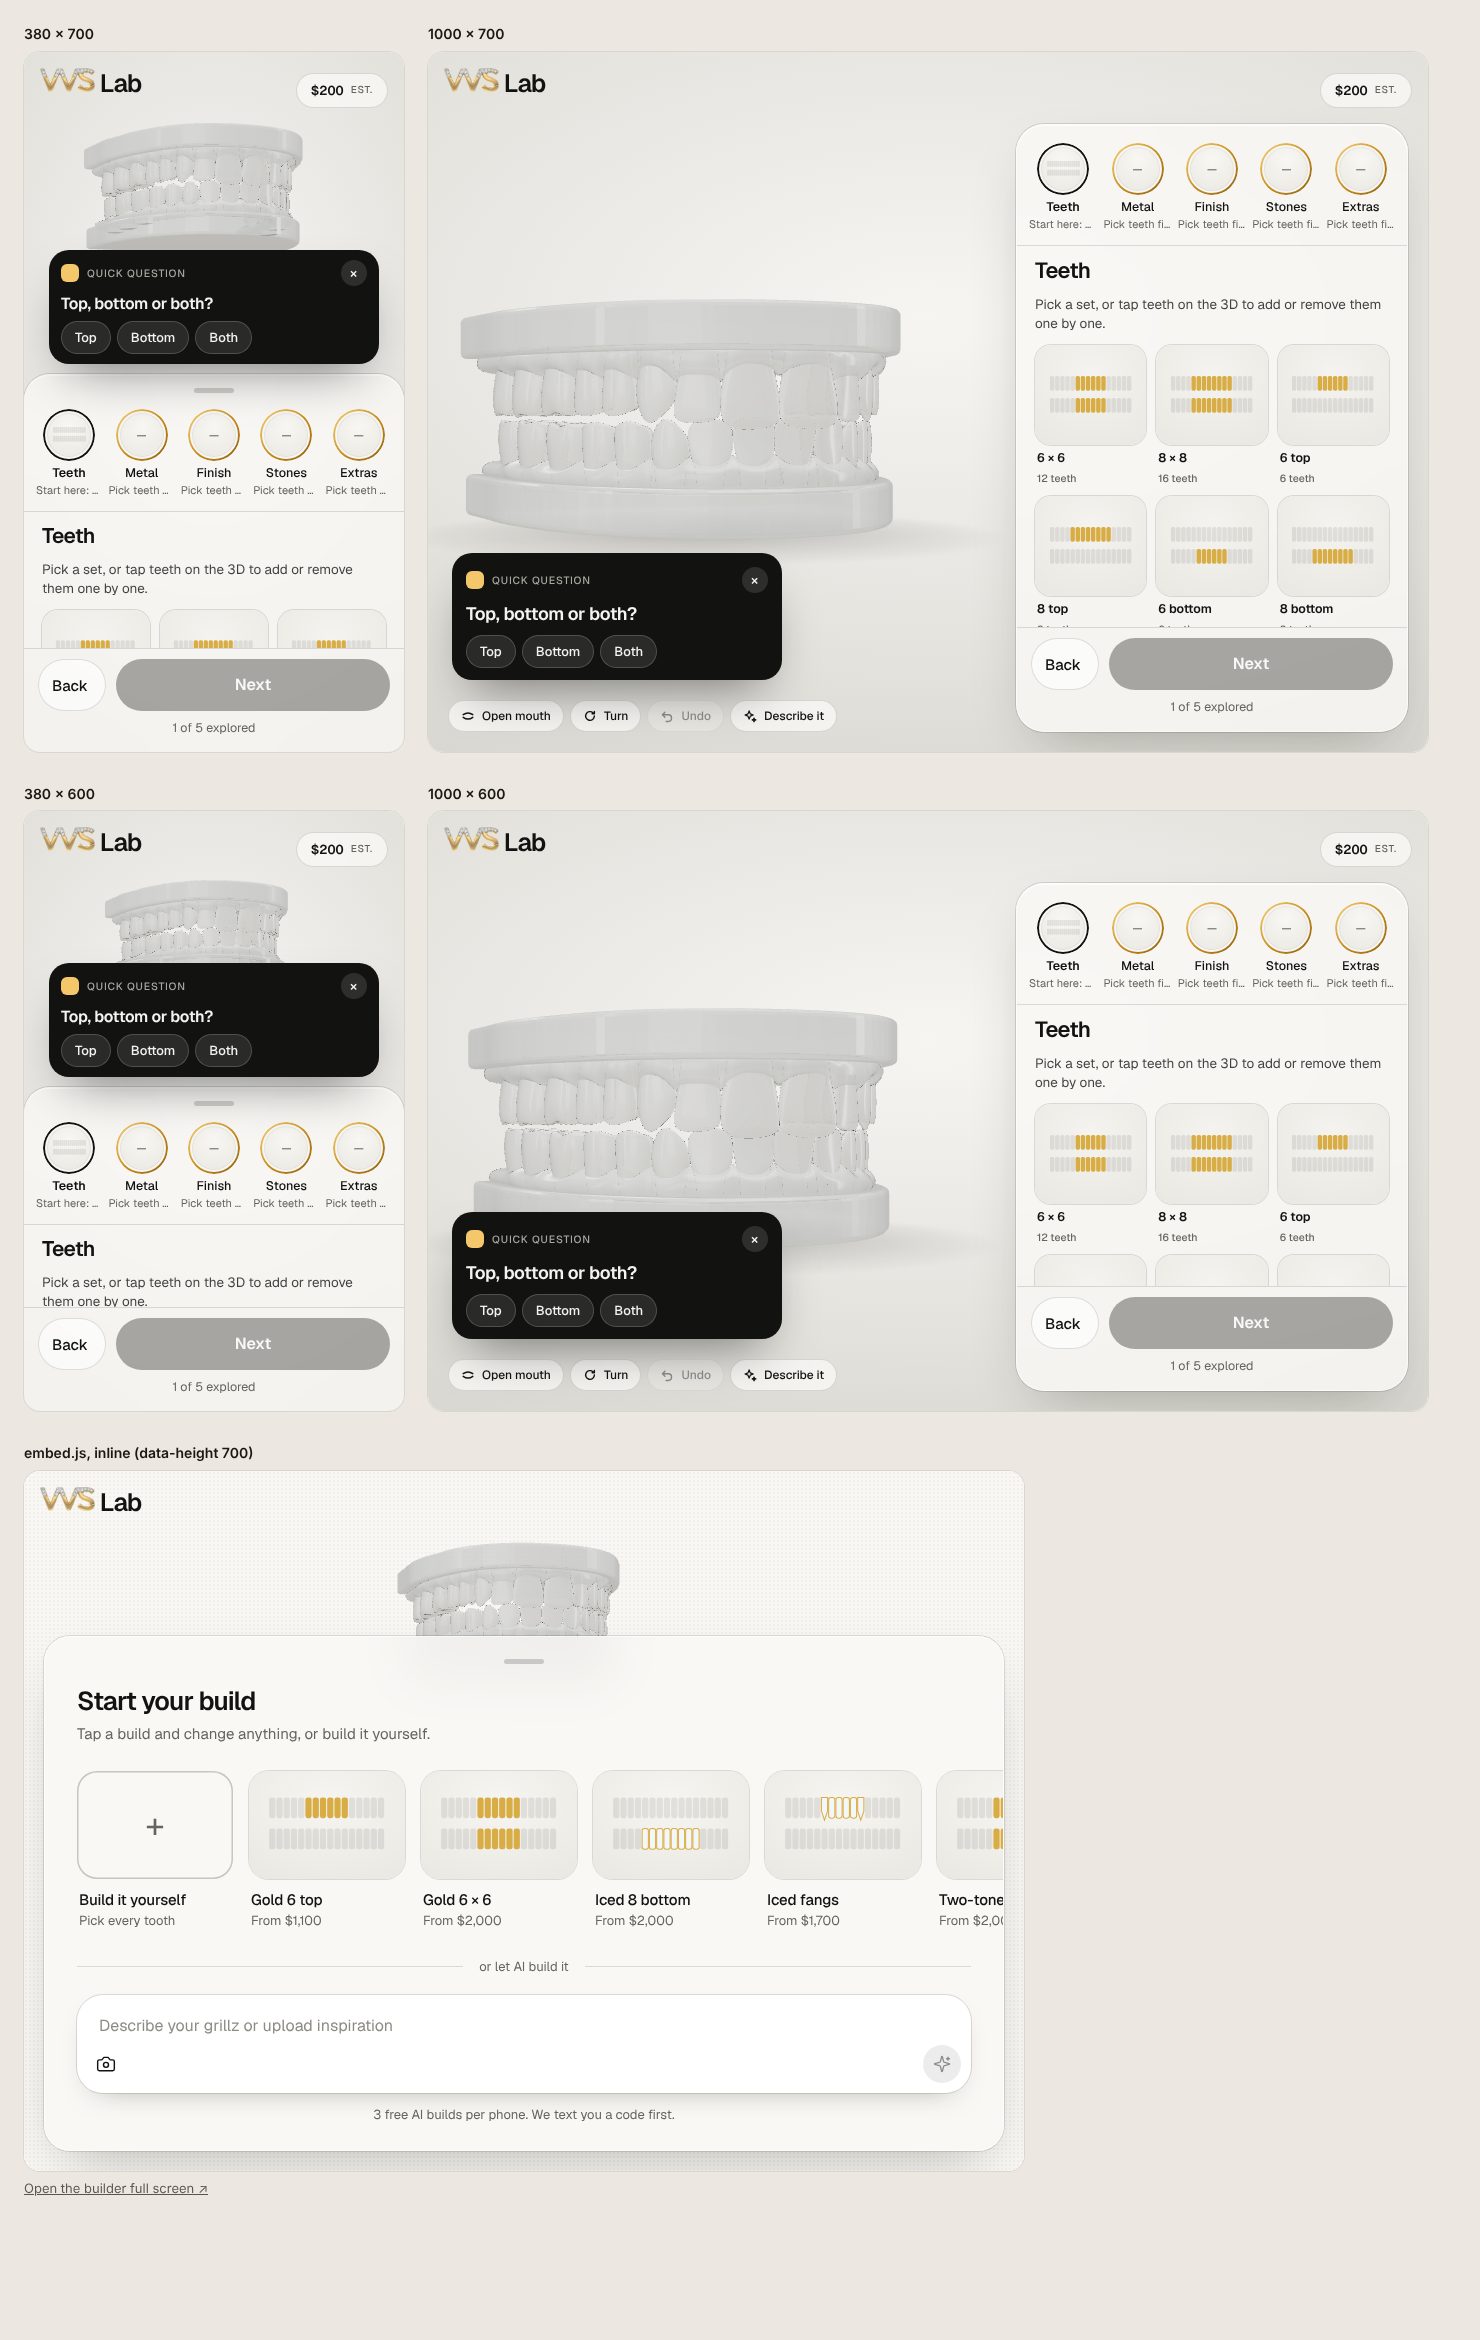 380 × 700
VVS Lab
$200 EST.
QUICK QUESTION
×
Top, bottom or both?
Top Bottom Both
Teeth Metal Finish Stones Extras
Start here: ... Pick teeth ... Pick teeth ... Pick teeth ... Pick teeth ...
Teeth
Pick a set, or tap teeth on the 3D to add or remove
them one by one.
Back Next
1 of 5 explored
1000 × 700
VVS Lab
$200 EST.
QUICK QUESTION
×
Top, bottom or both?
Top Bottom Both
Open mouth Turn Undo Describe it
Teeth Metal Finish Stones Extras
Start here: ... Pick teeth fi... Pick teeth fi... Pick teeth fi... Pick teeth fi...
Teeth
Pick a set, or tap teeth on the 3D to add or remove them
one by one.
6 × 6 8 × 8 6 top
12 teeth 16 teeth 6 teeth
8 top 6 bottom 8 bottom
Back Next
1 of 5 explored
380 × 600
VVS Lab
$200 EST.
QUICK QUESTION
×
Top, bottom or both?
Top Bottom Both
Teeth Metal Finish Stones Extras
Start here: ... Pick teeth ... Pick teeth ... Pick teeth ... Pick teeth ...
Teeth
Pick a set, or tap teeth on the 3D to add or remove
them one by one.
Back Next
1 of 5 explored
1000 × 600
VVS Lab
$200 EST.
QUICK QUESTION
×
Top, bottom or both?
Top Bottom Both
Open mouth Turn Undo Describe it
Teeth Metal Finish Stones Extras
Start here: ... Pick teeth fi... Pick teeth fi... Pick teeth fi... Pick teeth fi...
Teeth
Pick a set, or tap teeth on the 3D to add or remove them
one by one.
6 × 6 8 × 8 6 top
12 teeth 16 teeth 6 teeth
Back Next
1 of 5 explored
embed.js, inline (data-height 700)
VVS Lab
Start your build
Tap a build and change anything, or build it yourself.
+
Build it yourself Gold 6 top Gold 6 × 6 Iced 8 bottom Iced fangs Two-tone
Pick every tooth From $1,100 From $2,000 From $2,000 From $1,700 From
or let AI build it
Describe your grillz or upload inspiration
3 free AI builds per phone. We text you a code first.
Open the builder full screen ↗